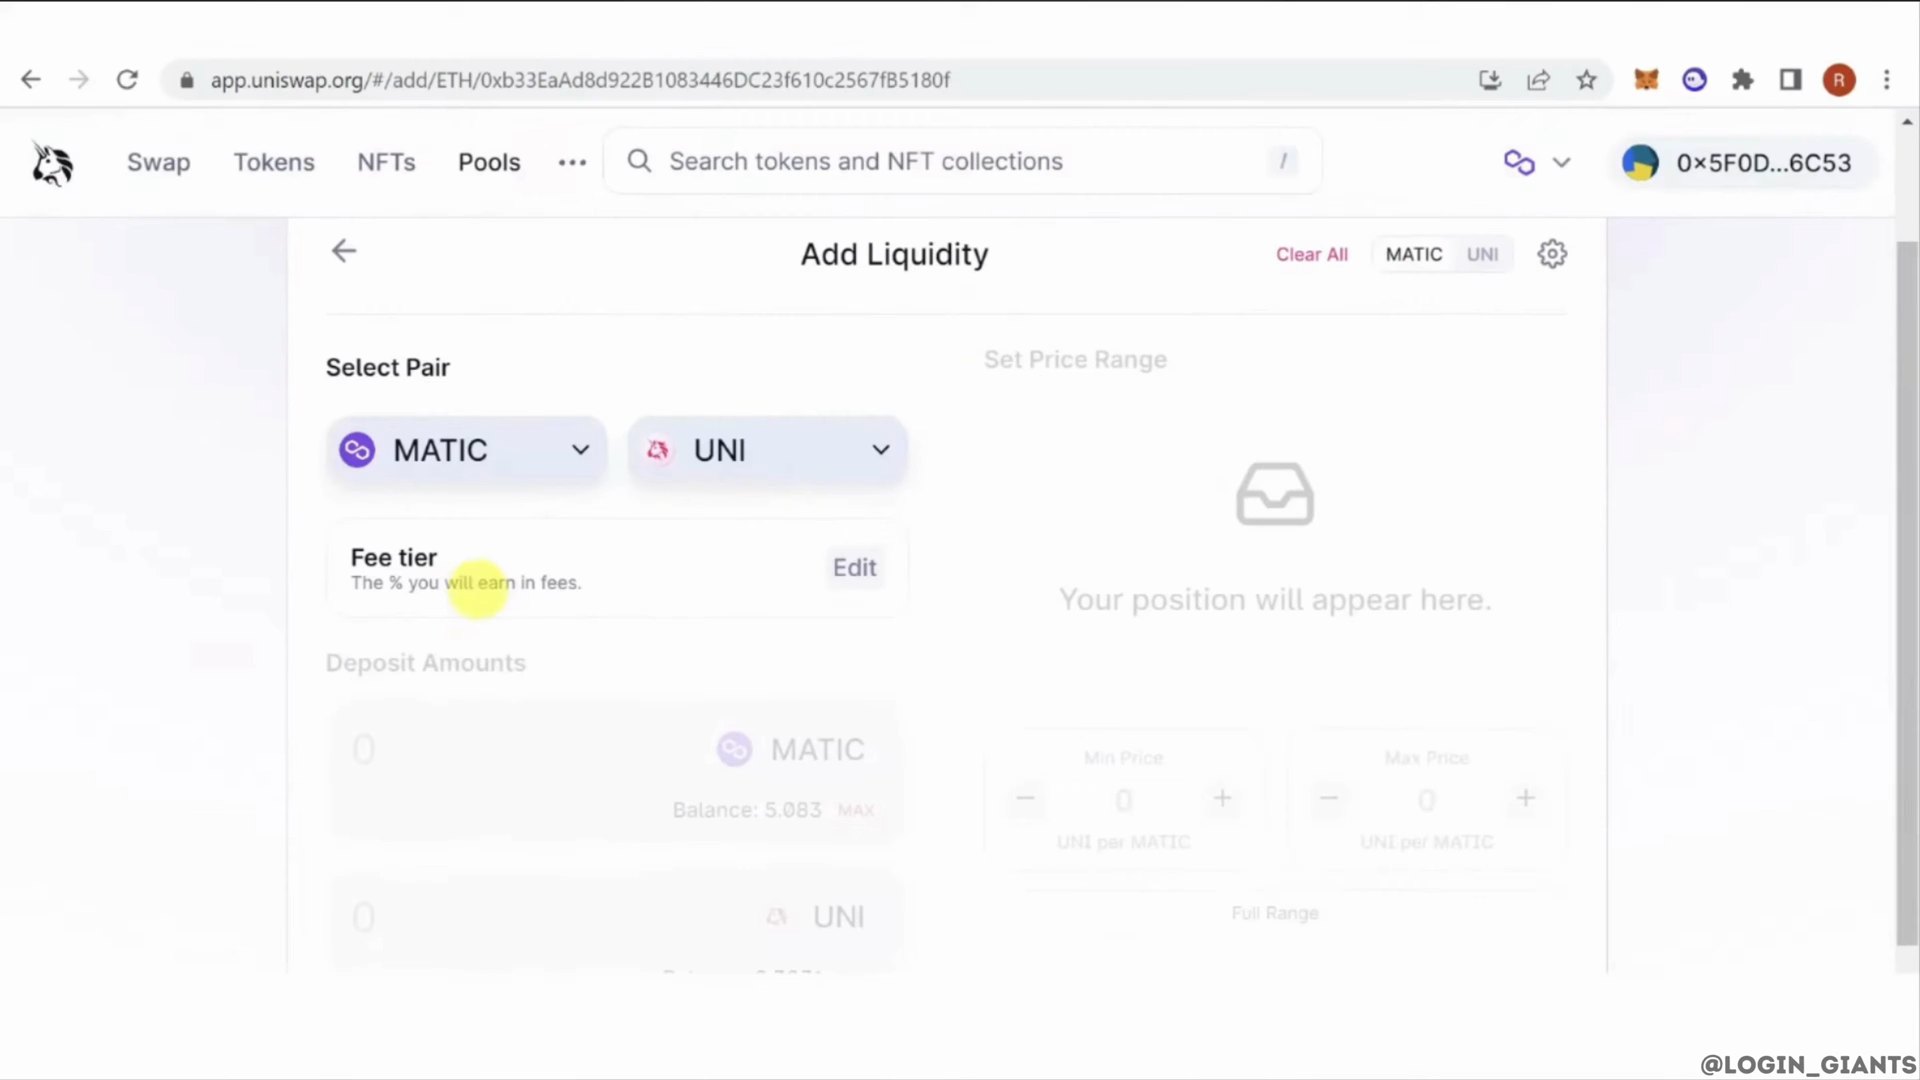 app.uniswap.org/#/add/ETH/0xb33EaAd8d922B1083446DC23f610c2567fB5180f
R
Swap Tokens NFTs Pools ••• Search tokens and NFT collections / 0×5F0D...6C53
Add Liquidity Clear All MATIC UNI
Select Pair
Set Price Range
MATIC UNI
Fee tier
The % you will earn in fees.
Edit
Your position will appear here.
Deposit Amounts
0 MATIC
Balance: 5.083 MAX
Min Price Max Price
− 0 + − 0 +
UNI per MATIC UNI per MATIC
0 UNI
Full Range
@LOGIN_GIANTS